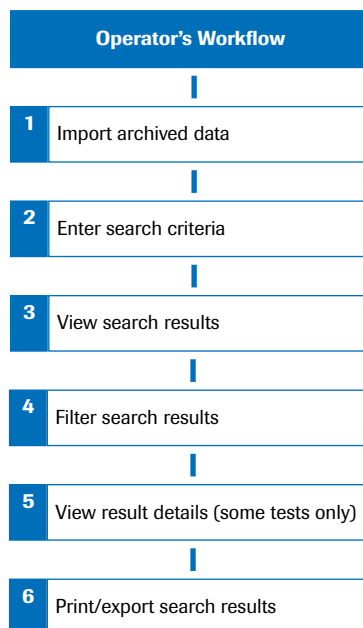 Operator's Workflow
1 Import archived data
2 Enter search criteria
3 View search results
4 Filter search results
5 View result details (some tests only)
6 Print/export search results